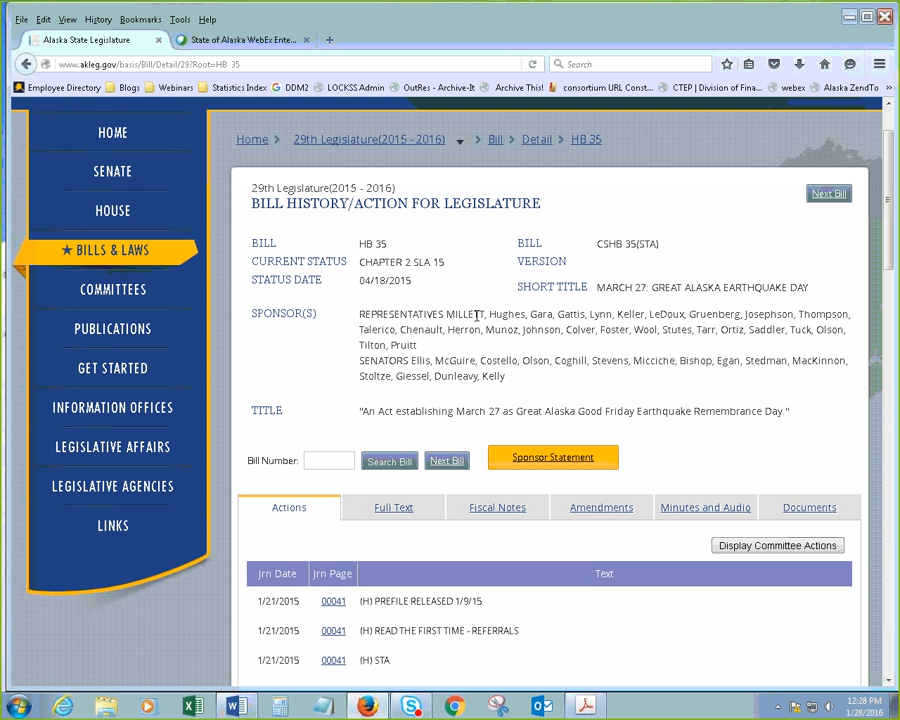 File Edit View History Bookmarks Tools Help
Alaska State Legislature × State of Alaska WebEx Ente... × +
www.akleg.gov/basis/Bill/Detail/29?Root=HB 35 Search
Employee Directory Blogs Webinars Statistics Index DDM2 LOCKSS Admin OutRes - Archive-It Archive This! consortium URL Const... CTEP | Division of Fina... webex Alaska ZendTo »
HOME
SENATE
HOUSE
★ BILLS & LAWS
COMMITTEES
PUBLICATIONS
GET STARTED
INFORMATION OFFICES
LEGISLATIVE AFFAIRS
LEGISLATIVE AGENCIES
LINKS
Home > 29th Legislature(2015 - 2016) > Bill > Detail > HB 35
29th Legislature(2015 - 2016)
Next Bill
BILL HISTORY/ACTION FOR LEGISLATURE
BILL HB 35 BILL CSHB 35(STA)
CURRENT STATUS CHAPTER 2 SLA 15 VERSION
STATUS DATE 04/18/2015
SHORT TITLE MARCH 27: GREAT ALASKA EARTHQUAKE DAY
SPONSOR(S) REPRESENTATIVES MILLETT, Hughes, Gara, Gattis, Lynn, Keller, LeDoux, Gruenberg, Josephson, Thompson,
Talerico, Chenault, Herron, Munoz, Johnson, Colver, Foster, Wool, Stutes, Tarr, Ortiz, Saddler, Tuck, Olson,
Tilton, Pruitt
SENATORS Ellis, McGuire, Costello, Olson, Coghill, Stevens, Micciche, Bishop, Egan, Stedman, MacKinnon,
Stoltze, Giessel, Dunleavy, Kelly
TITLE "An Act establishing March 27 as Great Alaska Good Friday Earthquake Remembrance Day."
Bill Number: Search Bill Next Bill Sponsor Statement
Actions Full Text Fiscal Notes Amendments Minutes and Audio Documents
Display Committee Actions
Jrn Date Jrn Page Text
1/21/2015 00041 (H) PREFILE RELEASED 1/9/15
1/21/2015 00041 (H) READ THE FIRST TIME - REFERRALS
1/21/2015 00041 (H) STA
12:28 PM
1/28/2016